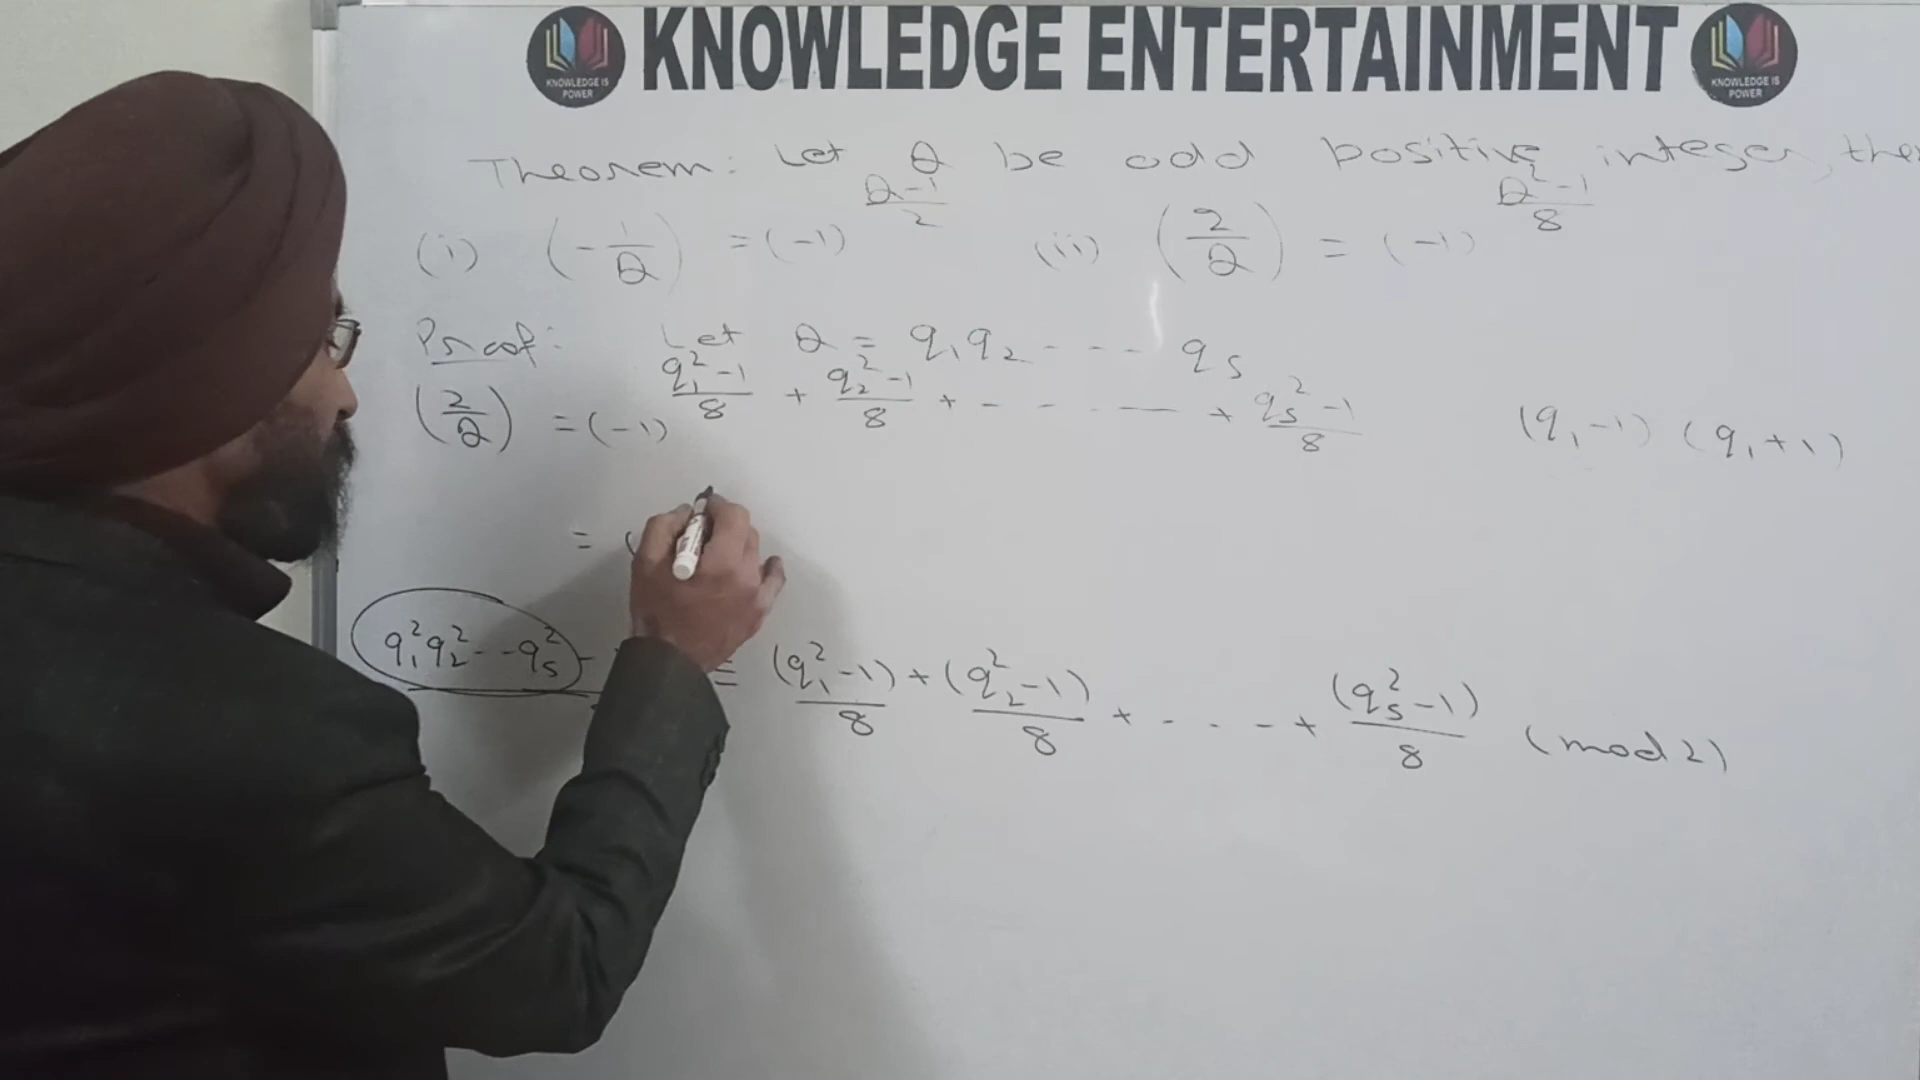 KNOWLEDGE ENTERTAINMENT
KNOWLEDGE IS POWER
KNOWLEDGE IS POWER
Theorem: Let Q be odd positive integer, the
(i) (-1/Q) = (-1)^((Q-1)/2) (ii) (2/Q) = (-1)^((Q²-1)/8)
Proof: Let Q = q₁q₂ - - - qₛ
(2/Q) = (-1)^((q₁²-1)/8 + (q₂²-1)/8 + - - - — + (qₛ²-1)/8) (q₁-1)(q₁+1)
= (
q₁²q₂² - - qₛ² - ≡ (q₁²-1)/8 + (q₂²-1)/8 + - - - + (qₛ²-1)/8 (mod 2)